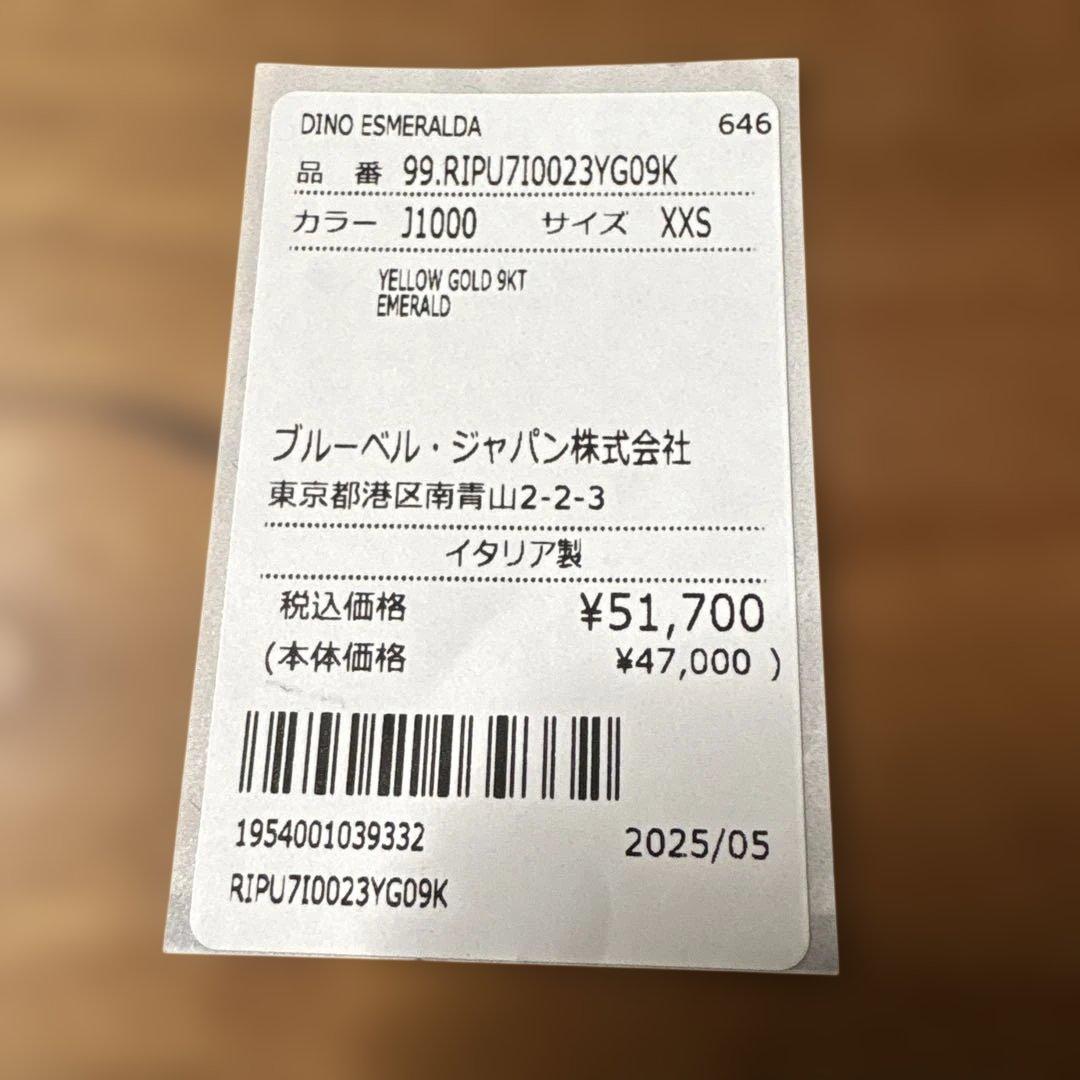 DINO ESMERALDA 646
品 番 99.RIPU7I0023YG09K
カラー J1000 サイズ XXS
YELLOW GOLD 9KT
EMERALD
ブルーベル・ジャパン株式会社
東京都港区南青山2-2-3
イタリア製
税込価格 ¥51,700
(本体価格 ¥47,000 )
1954001039332 2025/05
RIPU7I0023YG09K